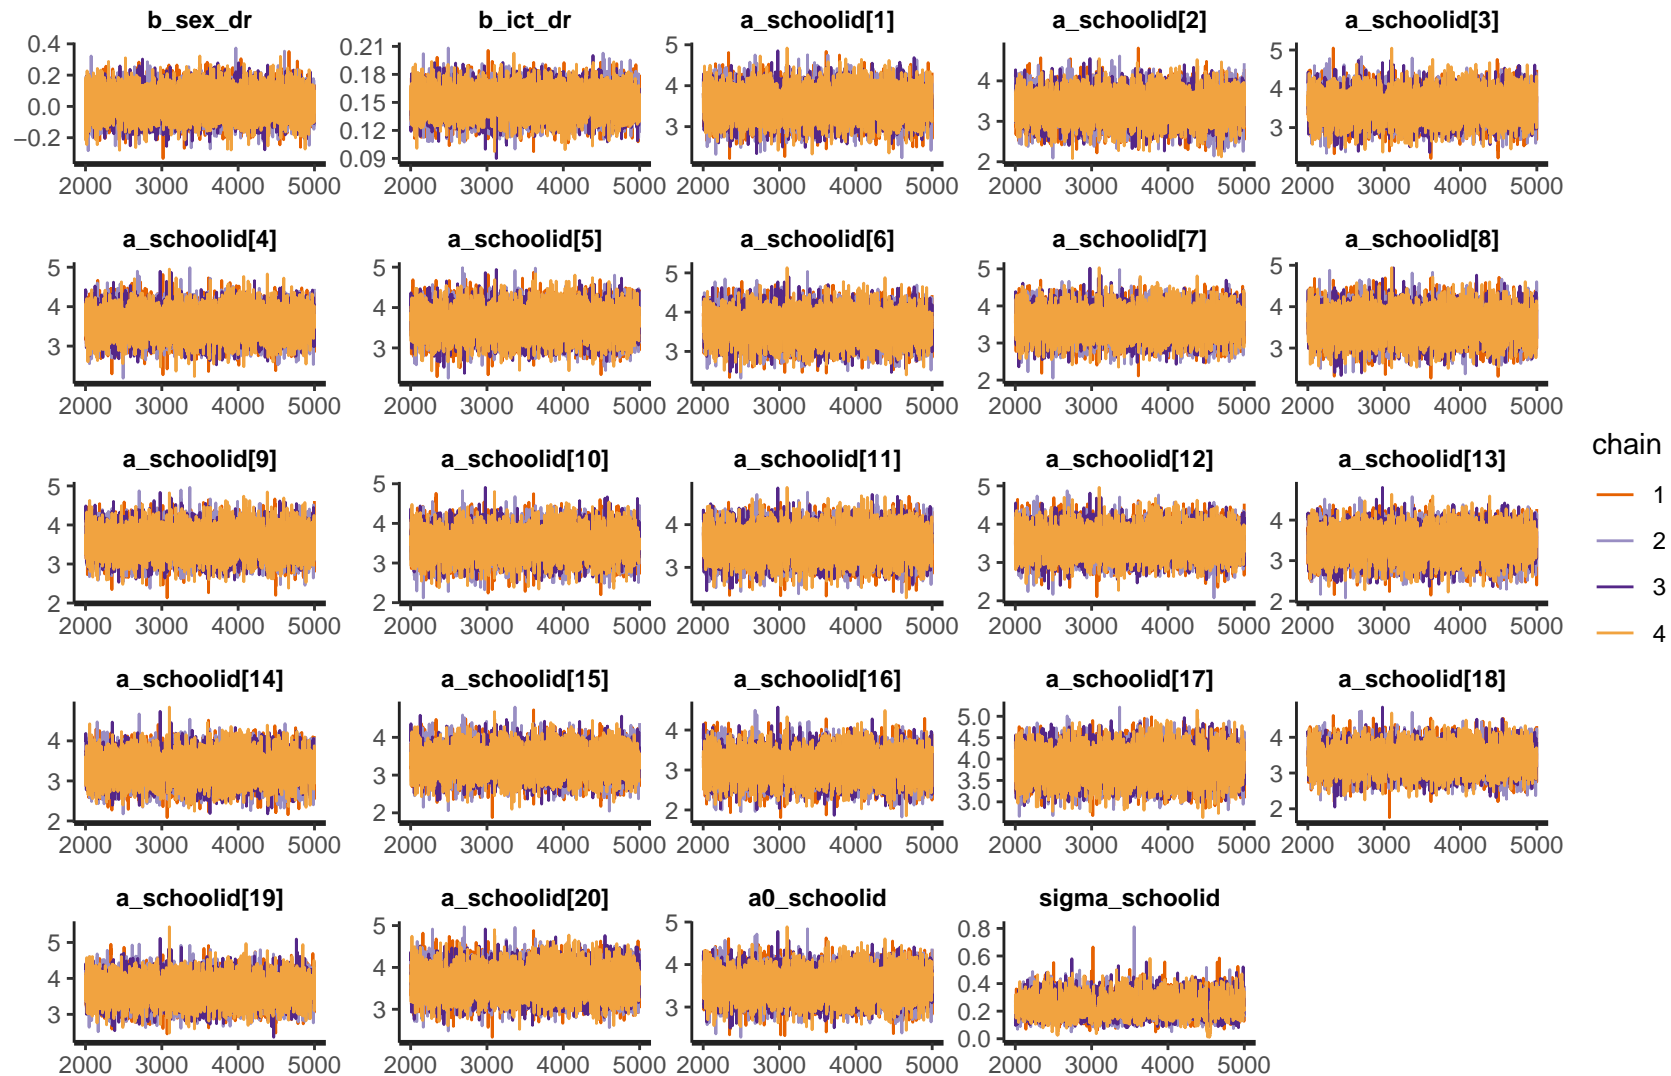 b_sex_dr b_ict_dr a_schoolid[1] a_schoolid[2] a_schoolid[3]
0.4 0.2 0.0 −0.2
0.21 0.18 0.15 0.12 0.09
5 4 3
4 3 2
5 4 3
2000 3000 4000 5000 2000 3000 4000 5000 2000 3000 4000 5000 2000 3000 4000 5000 2000 3000 4000 5000
a_schoolid[4] a_schoolid[5] a_schoolid[6] a_schoolid[7] a_schoolid[8]
5 4 3
5 4 3
5 4 3
5 4 3 2
5 4 3
2000 3000 4000 5000 2000 3000 4000 5000 2000 3000 4000 5000 2000 3000 4000 5000 2000 3000 4000 5000
a_schoolid[9] a_schoolid[10] a_schoolid[11] a_schoolid[12] a_schoolid[13]
5 4 3 2
5 4 3 2
4 3
5 4 3 2
4 3 2
2000 3000 4000 5000 2000 3000 4000 5000 2000 3000 4000 5000 2000 3000 4000 5000 2000 3000 4000 5000
a_schoolid[14] a_schoolid[15] a_schoolid[16] a_schoolid[17] a_schoolid[18]
4 3 2
4 3 2
4 3 2
5.0 4.5 4.0 3.5 3.0
4 3 2
2000 3000 4000 5000 2000 3000 4000 5000 2000 3000 4000 5000 2000 3000 4000 5000 2000 3000 4000 5000
a_schoolid[19] a_schoolid[20] a0_schoolid sigma_schoolid
5 4 3
5 4 3
5 4 3
0.8 0.6 0.4 0.2 0.0
2000 3000 4000 5000 2000 3000 4000 5000 2000 3000 4000 5000 2000 3000 4000 5000
chain
1
2
3
4